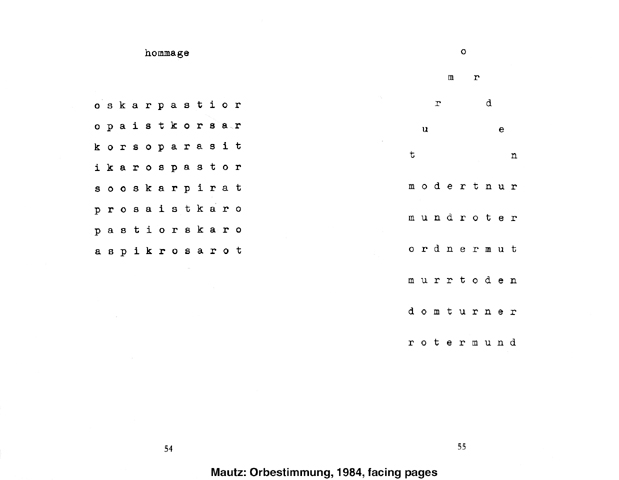 hommage
o s k a r p a s t i o r
o p a i s t k o r s a r
k o r s o p a r a s i t
i k a r o s p a s t o r
s o o s k a r p i r a t
p r o s a i s t k a r o
p a s t i o r s k a r o
a s p i k r o s a r o t
54
o
m r
r d
u e
t n
m o d e r t n u r
m u n d r o t e r
o r d n e r m u t
m u r r t o d e n
d o m t u r n e r
r o t e r m u n d
55
Mautz: Orbestimmung, 1984, facing pages